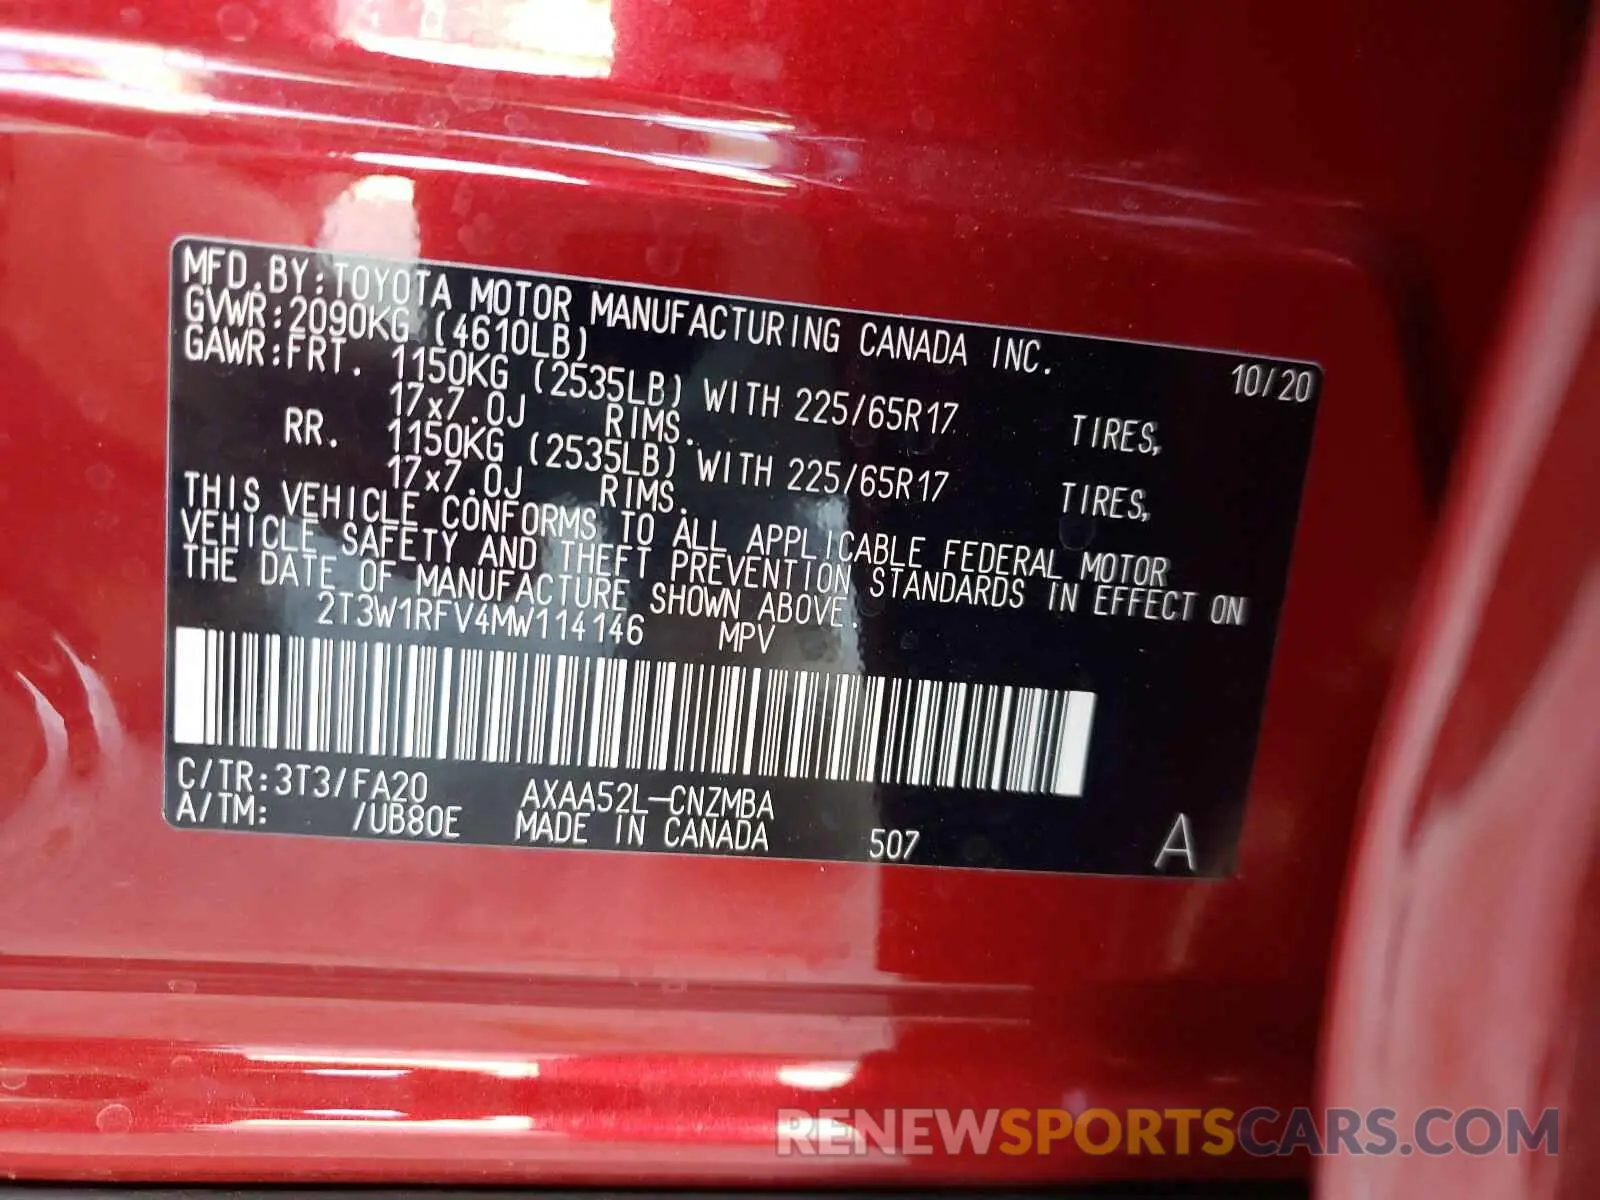 MFD.BY:TOYOTA MOTOR MANUFACTURING CANADA INC. 10/20
GVWR:2090KG (4610LB)
GAWR:FRT. 1150KG (2535LB) WITH 225/65R17 TIRES,
17x7.0J RIMS.
RR. 1150KG (2535LB) WITH 225/65R17 TIRES,
17x7.0J RIMS.
THIS VEHICLE CONFORMS TO ALL APPLICABLE FEDERAL MOTOR
VEHICLE SAFETY AND THEFT PREVENTION STANDARDS IN EFFECT ON
THE DATE OF MANUFACTURE SHOWN ABOVE.
2T3W1RFV4MW114146 MPV
C/TR:3T3/FA20 AXAA52L-CNZMBA
A/TM: /UB80E MADE IN CANADA 507 A
RENEWSPORTSCARS.COM